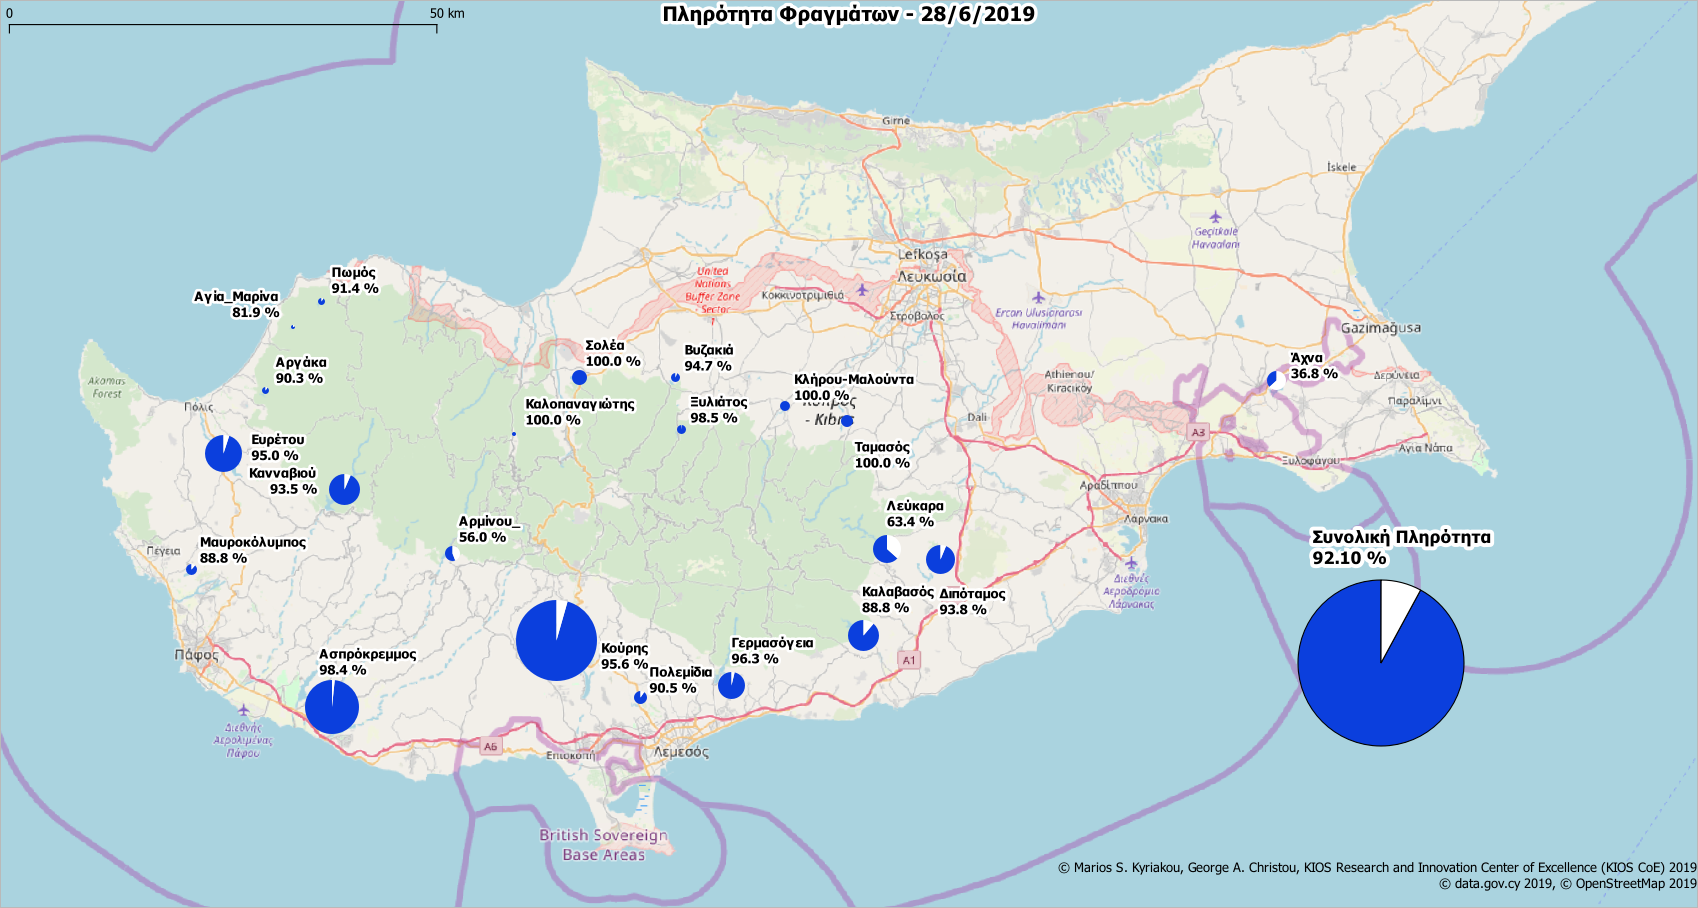 0
50 km
Πληρότητα Φραγμάτων - 28/6/2019
Girne
İskele
Geçitkale
Havaalanı
Lefkoşa
Λευκωσία
United
Nations
Buffer Zone
- Sector
Κοκκινοτριμιθιά
Στρόβολος
Ercan Uluslararası
Havalimanı
Gazimağusa
Πωμός
91.4 %
Αγία_Μαρίνα
81.9 %
Σολέα
100.0 %
Βυζακιά
94.7 %
Άχνα
36.8 %
Αργάκα
90.3 %
Akamas
Forest
Κλήρου-Μαλούντα
100.0 %
Athienou/
Kiracıköy
Δερύνεια
Παραλίμνι
Πόλις
Καλοπαναγιώτης
100.0 %
Ξυλιάτος
98.5 %
Κύπρος
- Kıbrıs
Dali
A3
Ευρέτου
95.0 %
Ταμασός
100.0 %
Ξυλοφάγου
Αγια Νάπα
Κανναβιού
93.5 %
Αραδίππου
Λάρνακα
Αρμίνου_
56.0 %
Λεύκαρα
63.4 %
Συνολική Πληρότητα
92.10 %
Πέγεια
Μαυροκόλυμπος
88.8 %
Διεθνές
Αεροδρόμιο
Λάρνακας
Καλαβασός
88.8 %
Διπόταμος
93.8 %
Πάφος
Ασπρόκρεμμος
98.4 %
Κούρης
95.6 %
Γερμασόγεια
96.3 %
A1
Πολεμίδια
90.5 %
Διεθνής
Αερολιμένας
Πάφου
A6
Επισκοπή
Λεμεσός
British Sovereign
Base Areas
© Marios S. Kyriakou, George A. Christou, KIOS Research and Innovation Center of Excellence (KIOS CoE) 2019
© data.gov.cy 2019, © OpenStreetMap 2019